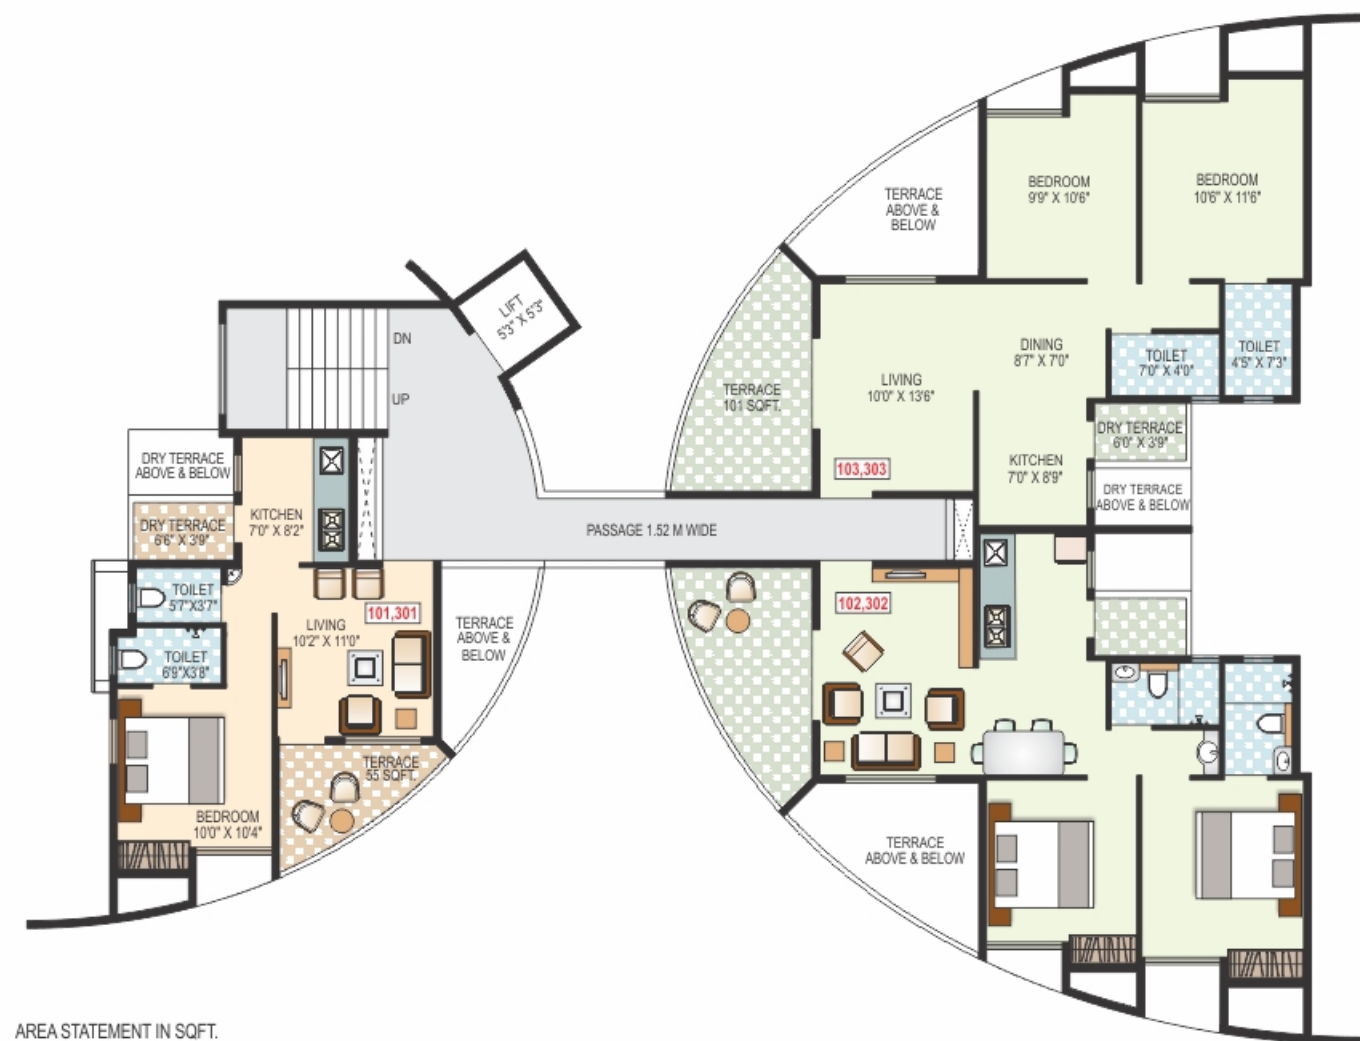 BEDROOM
9'9" X 10'6"
BEDROOM
10'6" X 11'6"
TERRACE
ABOVE &
BELOW
LIFT
5'3" X 5'3"
DN
UP
DINING
8'7" X 7'0"
TOILET
7'0" X 4'0"
TOILET
4'5" X 7'3"
LIVING
10'0" X 13'6"
TERRACE
101 SQFT.
DRY TERRACE
6'0" X 3'9"
103,303
KITCHEN
7'0" X 8'9"
DRY TERRACE
ABOVE & BELOW
DRY TERRACE
ABOVE & BELOW
KITCHEN
7'0" X 8'2"
DRY TERRACE
6'6" X 3'9"
PASSAGE 1.52 M WIDE
TOILET
5'7"X3'7"
101,301
102,302
LIVING
10'2" X 11'0"
TERRACE
ABOVE &
BELOW
TOILET
6'9"X3'8"
TERRACE
55 SQFT.
BEDROOM
10'0" X 10'4"
TERRACE
ABOVE & BELOW
AREA STATEMENT IN SQFT.